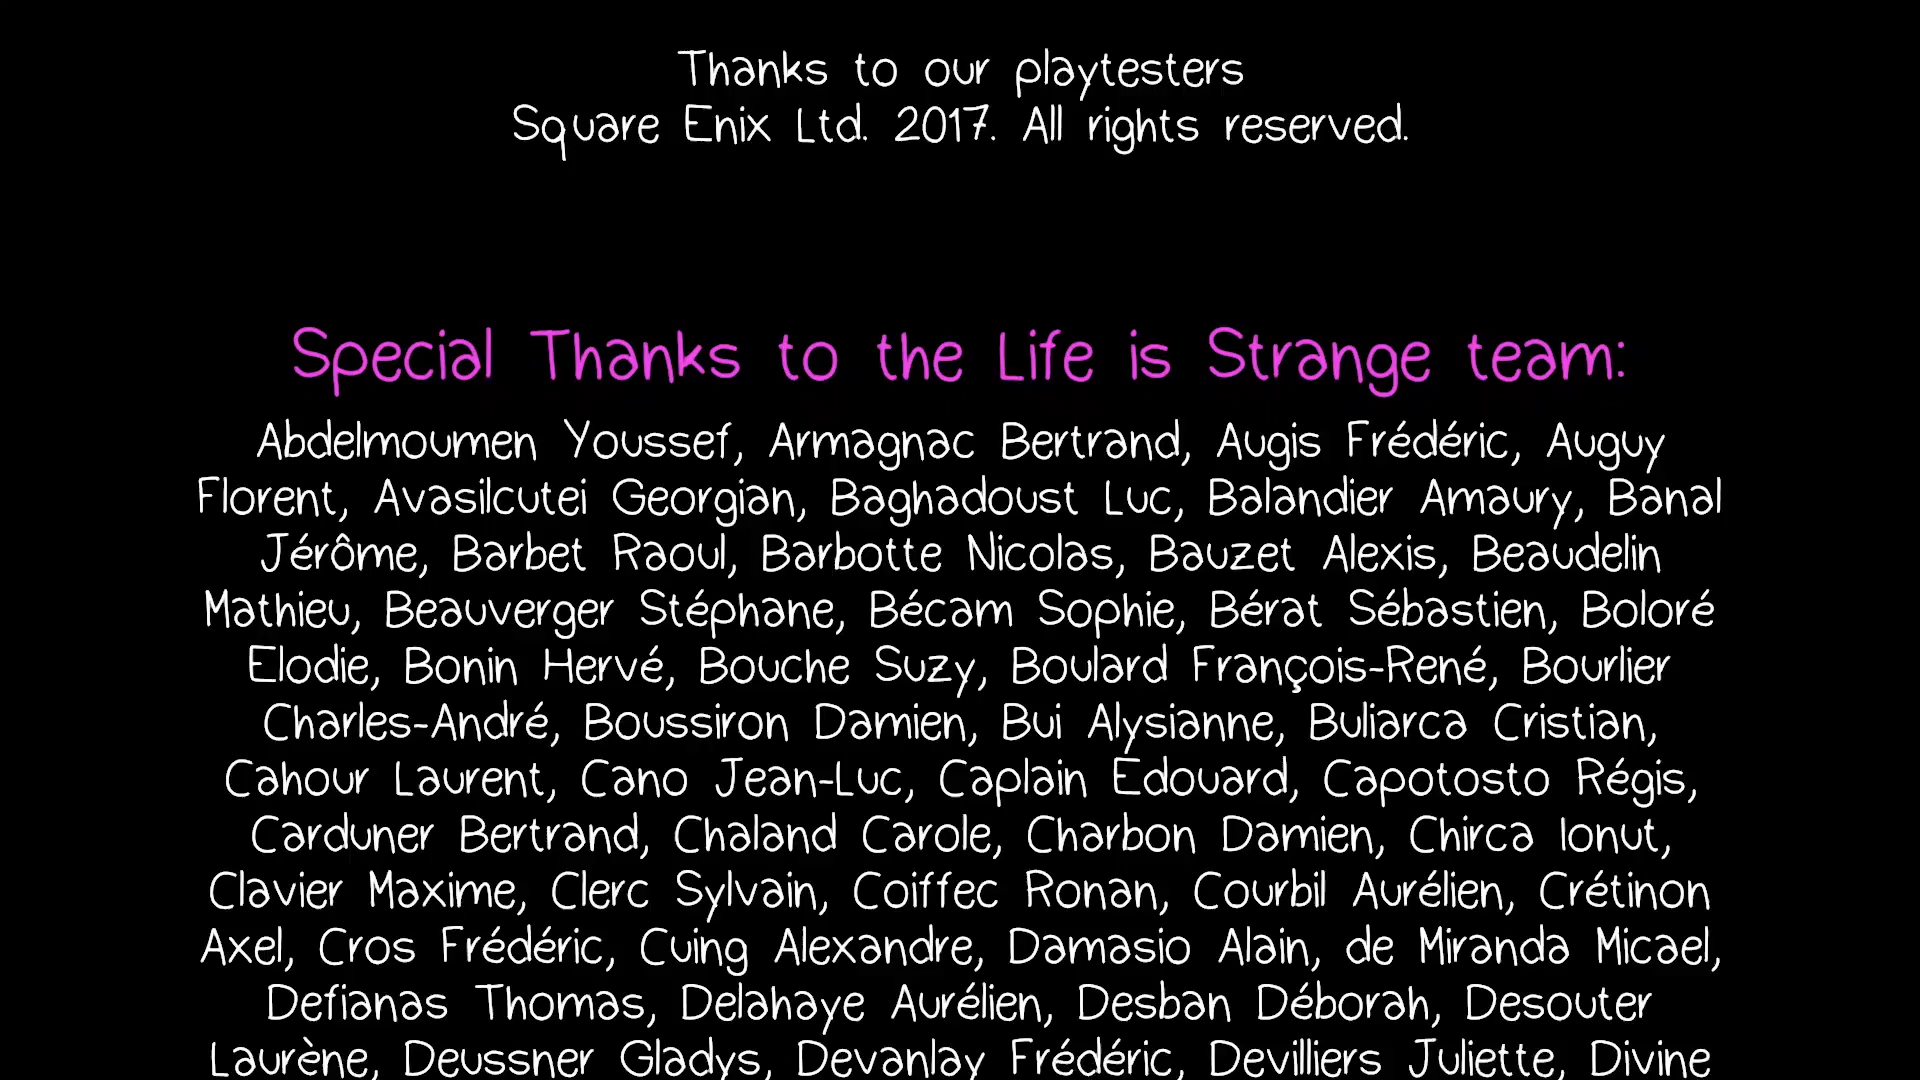 Thanks to our playtesters
Square Enix Ltd. 2017. All rights reserved.
Special Thanks to the Life is Strange team:
Abdelmoumen Youssef, Armagnac Bertrand, Augis Frédéric, Auguy
Florent, Avasilcutei Georgian, Baghadoust Luc, Balandier Amaury, Banal
Jérôme, Barbet Raoul, Barbotte Nicolas, Bauzet Alexis, Beaudelin
Mathieu, Beauverger Stéphane, Bécam Sophie, Bérat Sébastien, Boloré
Elodie, Bonin Hervé, Bouche Suzy, Boulard François-René, Bourlier
Charles-André, Boussiron Damien, Bui Alysianne, Buliarca Cristian,
Cahour Laurent, Cano Jean-Luc, Caplain Edouard, Capotosto Régis,
Carduner Bertrand, Chaland Carole, Charbon Damien, Chirca Ionut,
Clavier Maxime, Clerc Sylvain, Coiffec Ronan, Courbil Aurélien, Crétinon
Axel, Cros Frédéric, Cuing Alexandre, Damasio Alain, de Miranda Micael,
Defianas Thomas, Delahaye Aurélien, Desban Déborah, Desouter
Laurène, Deussner Gladys, Devanlay Frédéric, Devilliers Juliette, Divine